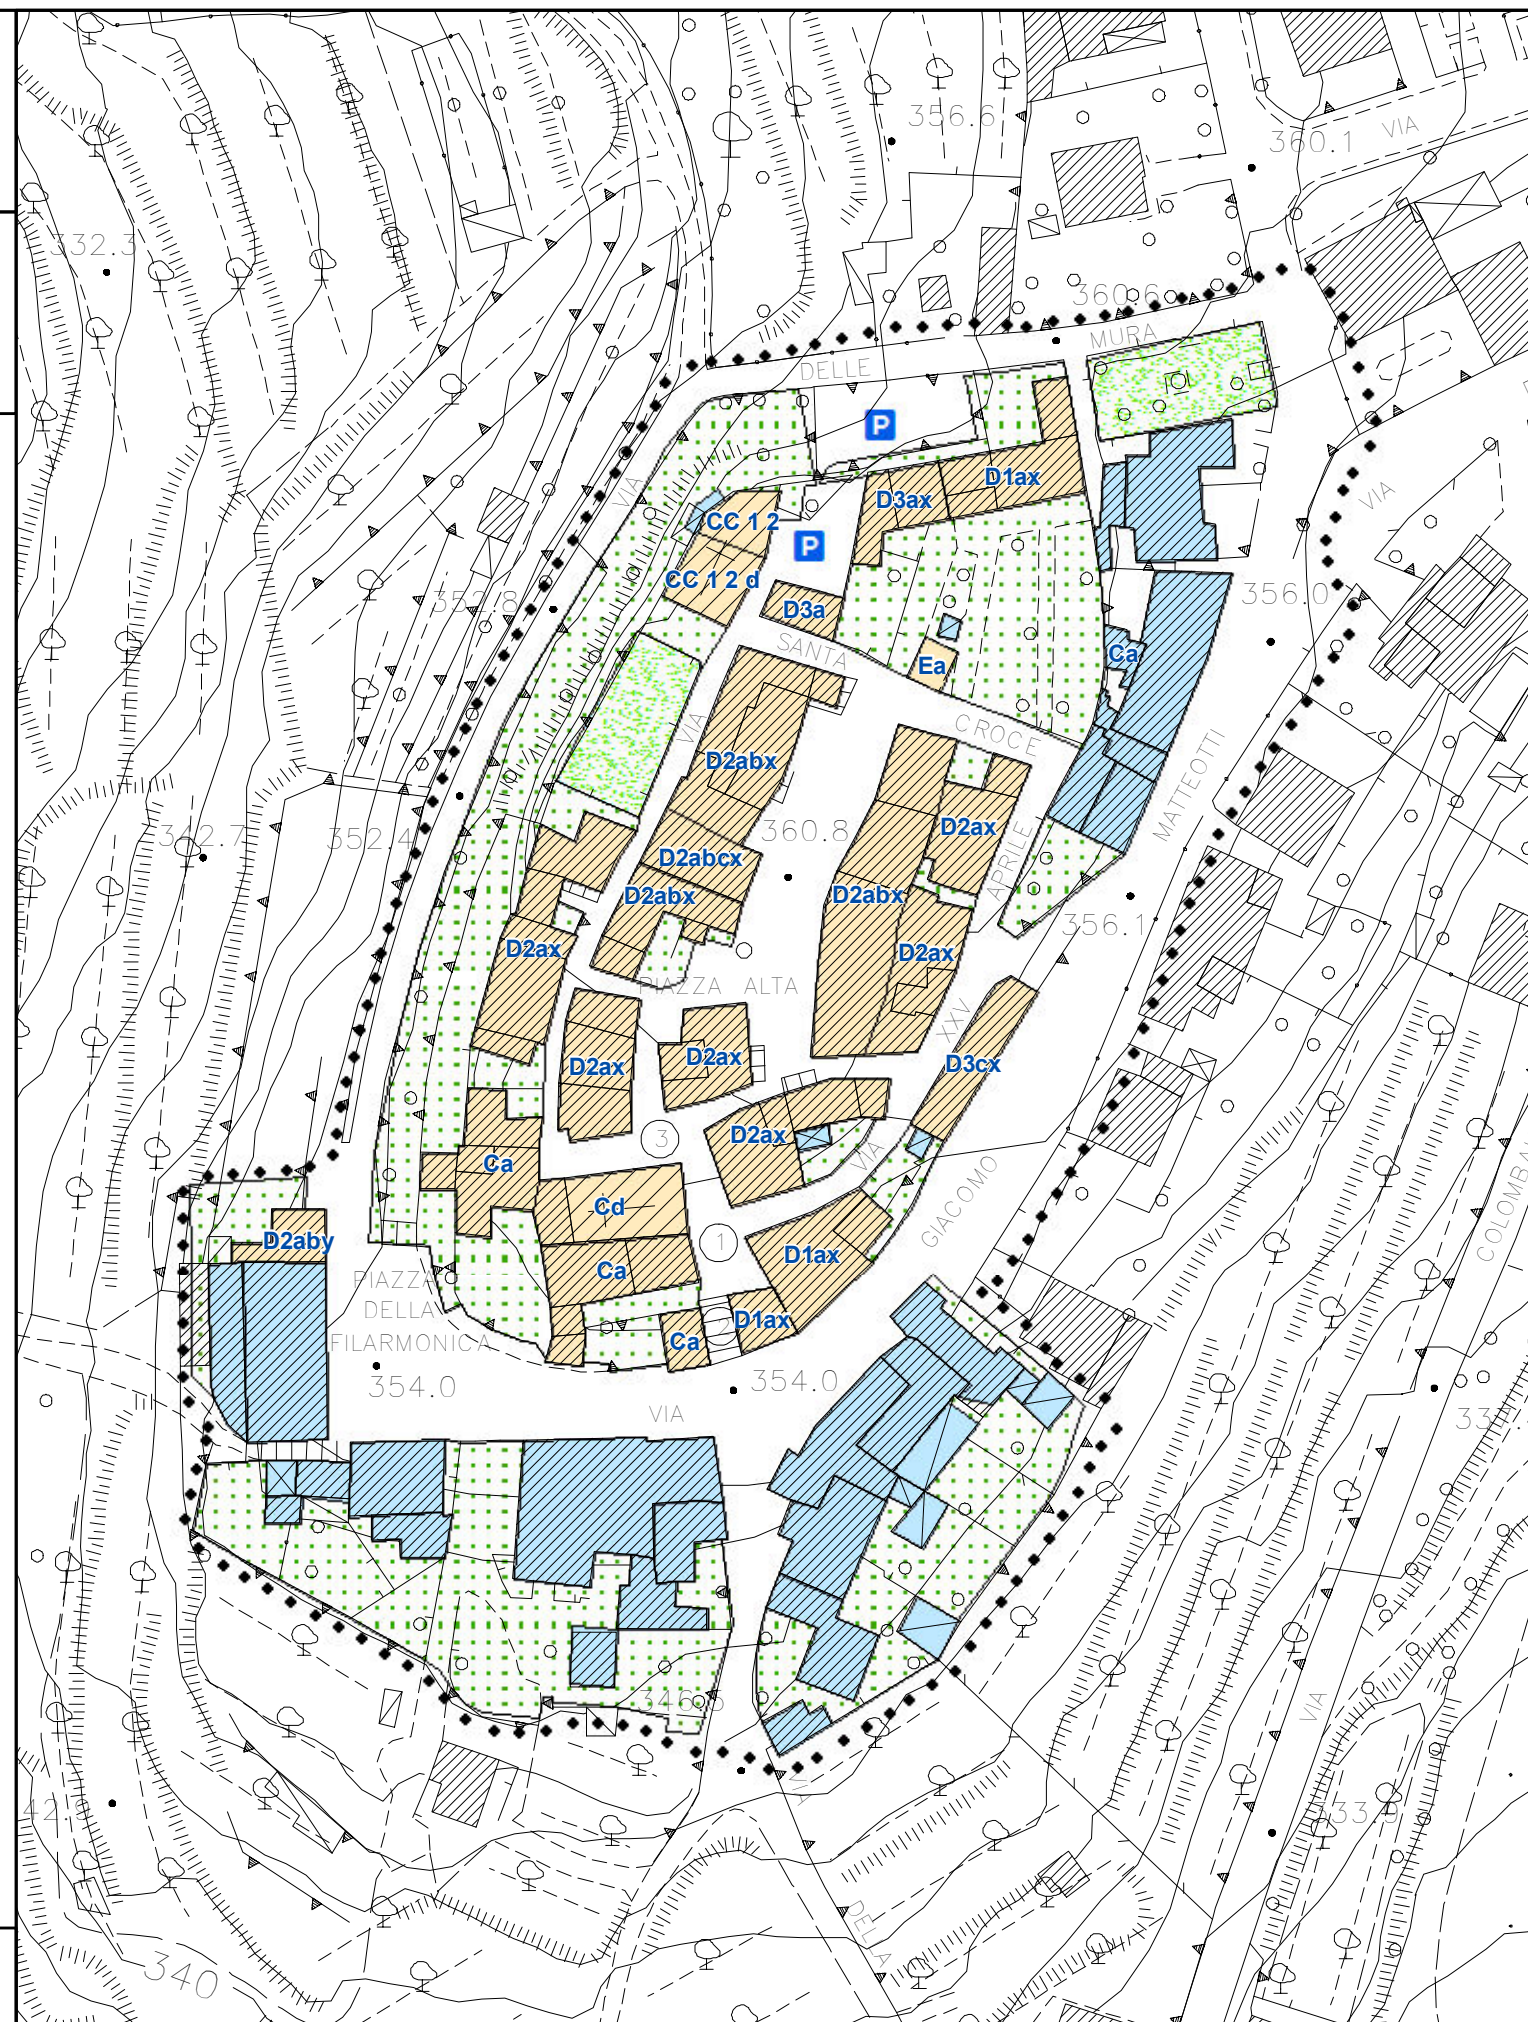 356.6
360.1
VIA
332.3
360.6
MURA
DELLE
P
VIA
D1ax
D3ax
VIA
CC 1 2
P
CC 1 2 d
352.8
D3a
356.0
SANTA
Ca
Ea
VIA
CROCE
D2abx
MATTEOTTI
342.7
352.4
360.8
D2ax
D2abcx
APRILE
D2abx
D2abx
356.1
D2ax
D2ax
PIAZZA ALTA
XXV
D2ax
D2ax
D3cx
3
D2ax
VIA
Ca
Cd
GIACOMO
COLOMBA
D2aby
1
D1ax
Ca
PIAZZA
DELLA
FILARMONICA
2
D1ax
Ca
354.0
354.0
VIA
346.6
VIA
VIA
333.9
DELLA
340